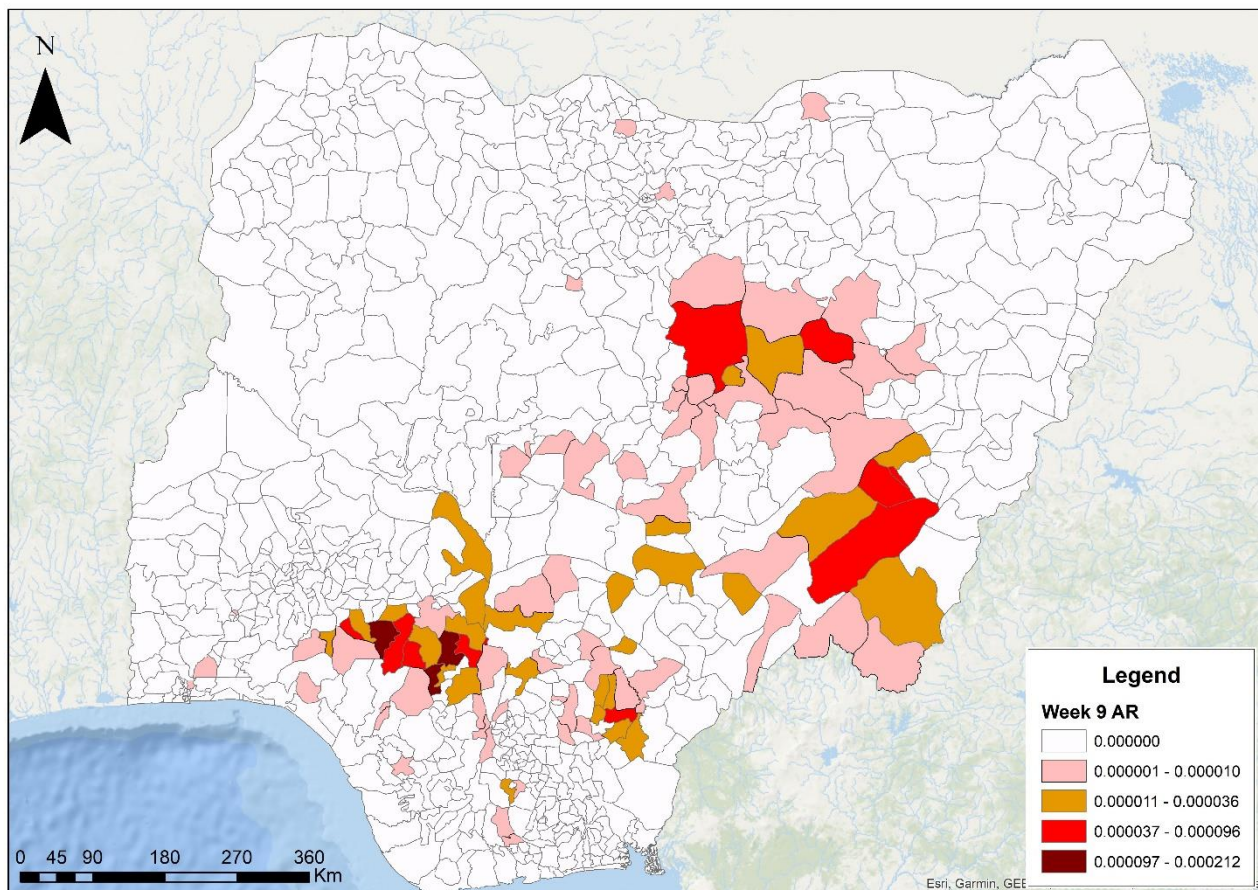 N
Legend
Week 9 AR
0.000000
0.000001 - 0.000010
0.000011 - 0.000036
0.000037 - 0.000096
0.000097 - 0.000212
0 45 90 180 270 360
Km
Esri, Garmin, GEB